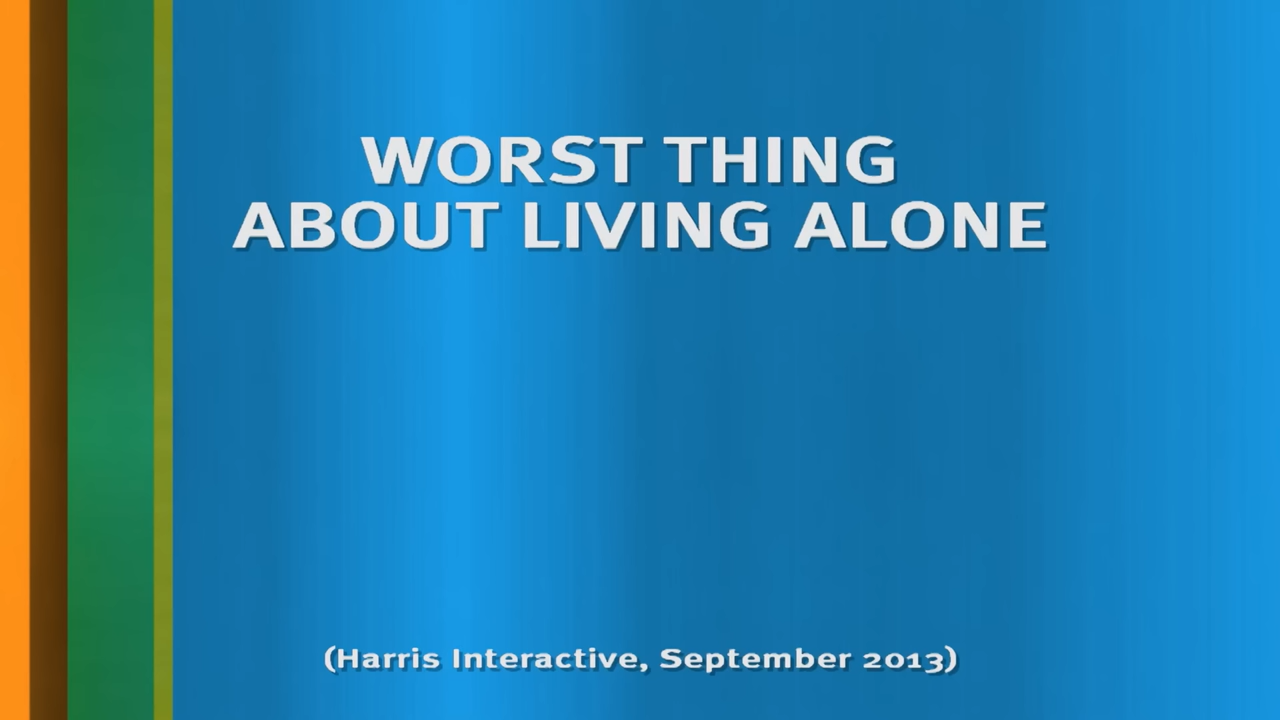 WORST THING
ABOUT LIVING ALONE
(Harris Interactive, September 2013)